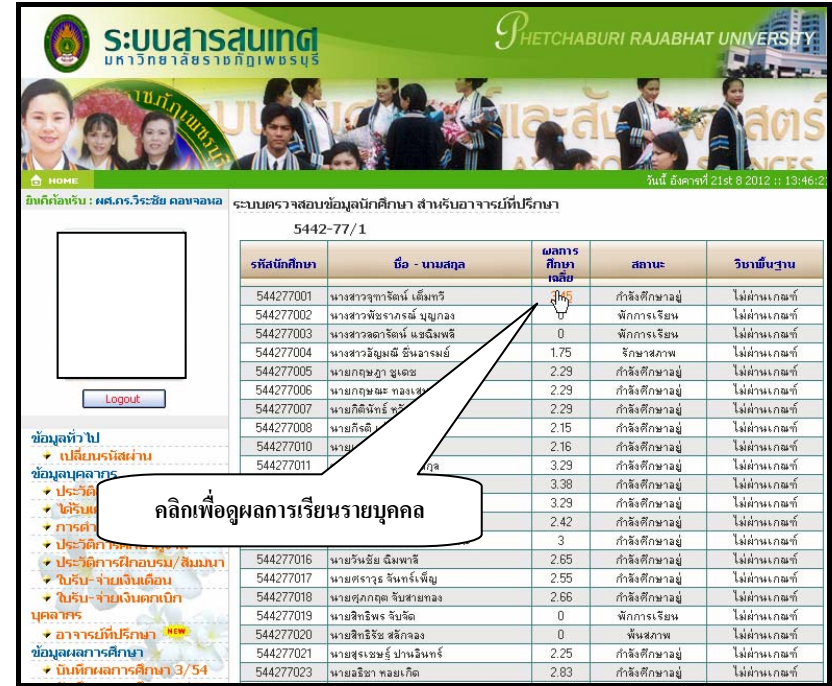 ระบบสารสนเทศ
มหาวิทยาลัยราชภัฏเพชรบุรี
PHETCHABURI RAJABHAT UNIVERSITY
HOME
วันนี้ อังคารที่ 21st 8 2012 :: 13:46:2
ยินดีต้อนรับ : ผศ.ดร.วิระชัย คอนจอหอ
ระบบตรวจสอบข้อมูลนักศึกษา สำหรับอาจารย์ที่ปรึกษา
5442-77/1
รหัสนักศึกษา ชื่อ - นามสกุล ผลการศึกษาเฉลี่ย สถานะ วิชาพื้นฐาน
544277001 นางสาวจุฑารัตน์ เต็มทวี กำลังศึกษาอยู่ ไม่ผ่านเกณฑ์
544277002 นางสาวพัชราภรณ์ บุญกอง 0 พักการเรียน ไม่ผ่านเกณฑ์
544277003 นางสาวลดารัตน์ แชฉิมพลี 0 พักการเรียน ไม่ผ่านเกณฑ์
544277004 นางสาวอัญมณี ชื่นอารมย์ 1.75 รักษาสภาพ ไม่ผ่านเกณฑ์
544277005 นายกฤษฎา ชูเดช 2.29 กำลังศึกษาอยู่ ไม่ผ่านเกณฑ์
544277006 นายกฤษณะ 2.29 กำลังศึกษาอยู่ ไม่ผ่านเกณฑ์
544277007 นายกิตินัทธ์ 2.29 กำลังศึกษาอยู่ ไม่ผ่านเกณฑ์
544277008 นายกีรติ 2.15 กำลังศึกษาอยู่ ไม่ผ่านเกณฑ์
544277010 2.16 กำลังศึกษาอยู่ ไม่ผ่านเกณฑ์
544277011 3.29 กำลังศึกษาอยู่ ไม่ผ่านเกณฑ์
3.38 กำลังศึกษาอยู่ ไม่ผ่านเกณฑ์
3.29 กำลังศึกษาอยู่ ไม่ผ่านเกณฑ์
2.42 กำลังศึกษาอยู่ ไม่ผ่านเกณฑ์
3 กำลังศึกษาอยู่ ไม่ผ่านเกณฑ์
544277016 นายวันชัย ฉิมพาลี 2.65 กำลังศึกษาอยู่ ไม่ผ่านเกณฑ์
544277017 นายศราวุธ จันทร์เพ็ญ 2.55 กำลังศึกษาอยู่ ไม่ผ่านเกณฑ์
544277018 นายศุภกฤต จับสายทอง 2.66 กำลังศึกษาอยู่ ไม่ผ่านเกณฑ์
544277019 นายสิทธิพร จับจัด 0 พักการเรียน ไม่ผ่านเกณฑ์
544277020 นายสิทธิรัช สลักจอง 0 พ้นสภาพ ไม่ผ่านเกณฑ์
544277021 นายสุรเชษฐ์ ปานอินทร์ 2.25 กำลังศึกษาอยู่ ไม่ผ่านเกณฑ์
544277023 นายอธิชา หอยเกิด 2.83 กำลังศึกษาอยู่ ไม่ผ่านเกณฑ์
คลิกเพื่อดูผลการเรียนรายบุคคล
Logout
ข้อมูลทั่วไป
เปลี่ยนรหัสผ่าน
ข้อมูลบุคลากร
ประวัติการฝึกอบรม/สัมมนา
ใบรับ-จ่ายเงินเดือน
ใบรับ-จ่ายเงินตกเบิก
บุคลากร
อาจารย์ที่ปรึกษา NEW
ข้อมูลผลการศึกษา
บันทึกผลการศึกษา 3/54